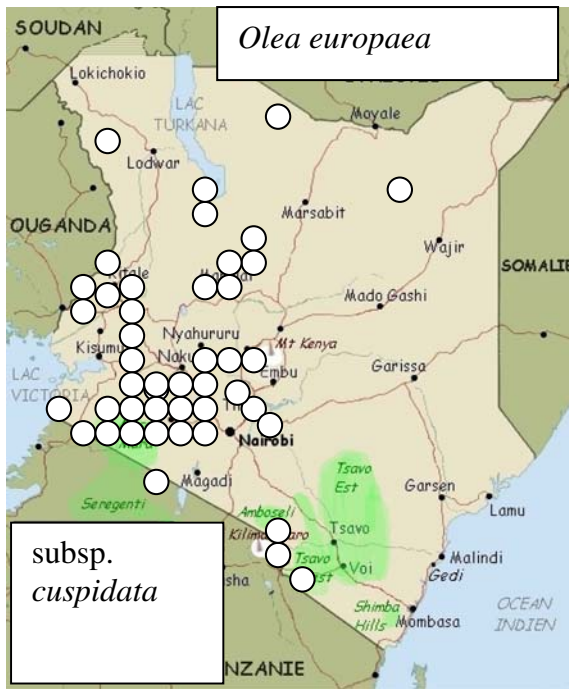 SOUDAN
Olea europaea
Lokichokio
LAC
TURKANA
Moyale
Lodwar
OUGANDA
Marsabit
Wajir
SOMALIE
Mado Gashi
Nyahururu
Mt Kenya
Kisumu
Embu
Garissa
LAC
VICTORIA
Nairobi
Magadi
Seregenti
Tsavo
Est
Garsen
Lamu
Amboseli
Tsavo
Tsavo
Voi
Malindi
Gedi
Shimba
Hills
Mombasa
OCEAN
INDIEN
subsp.
cuspidata